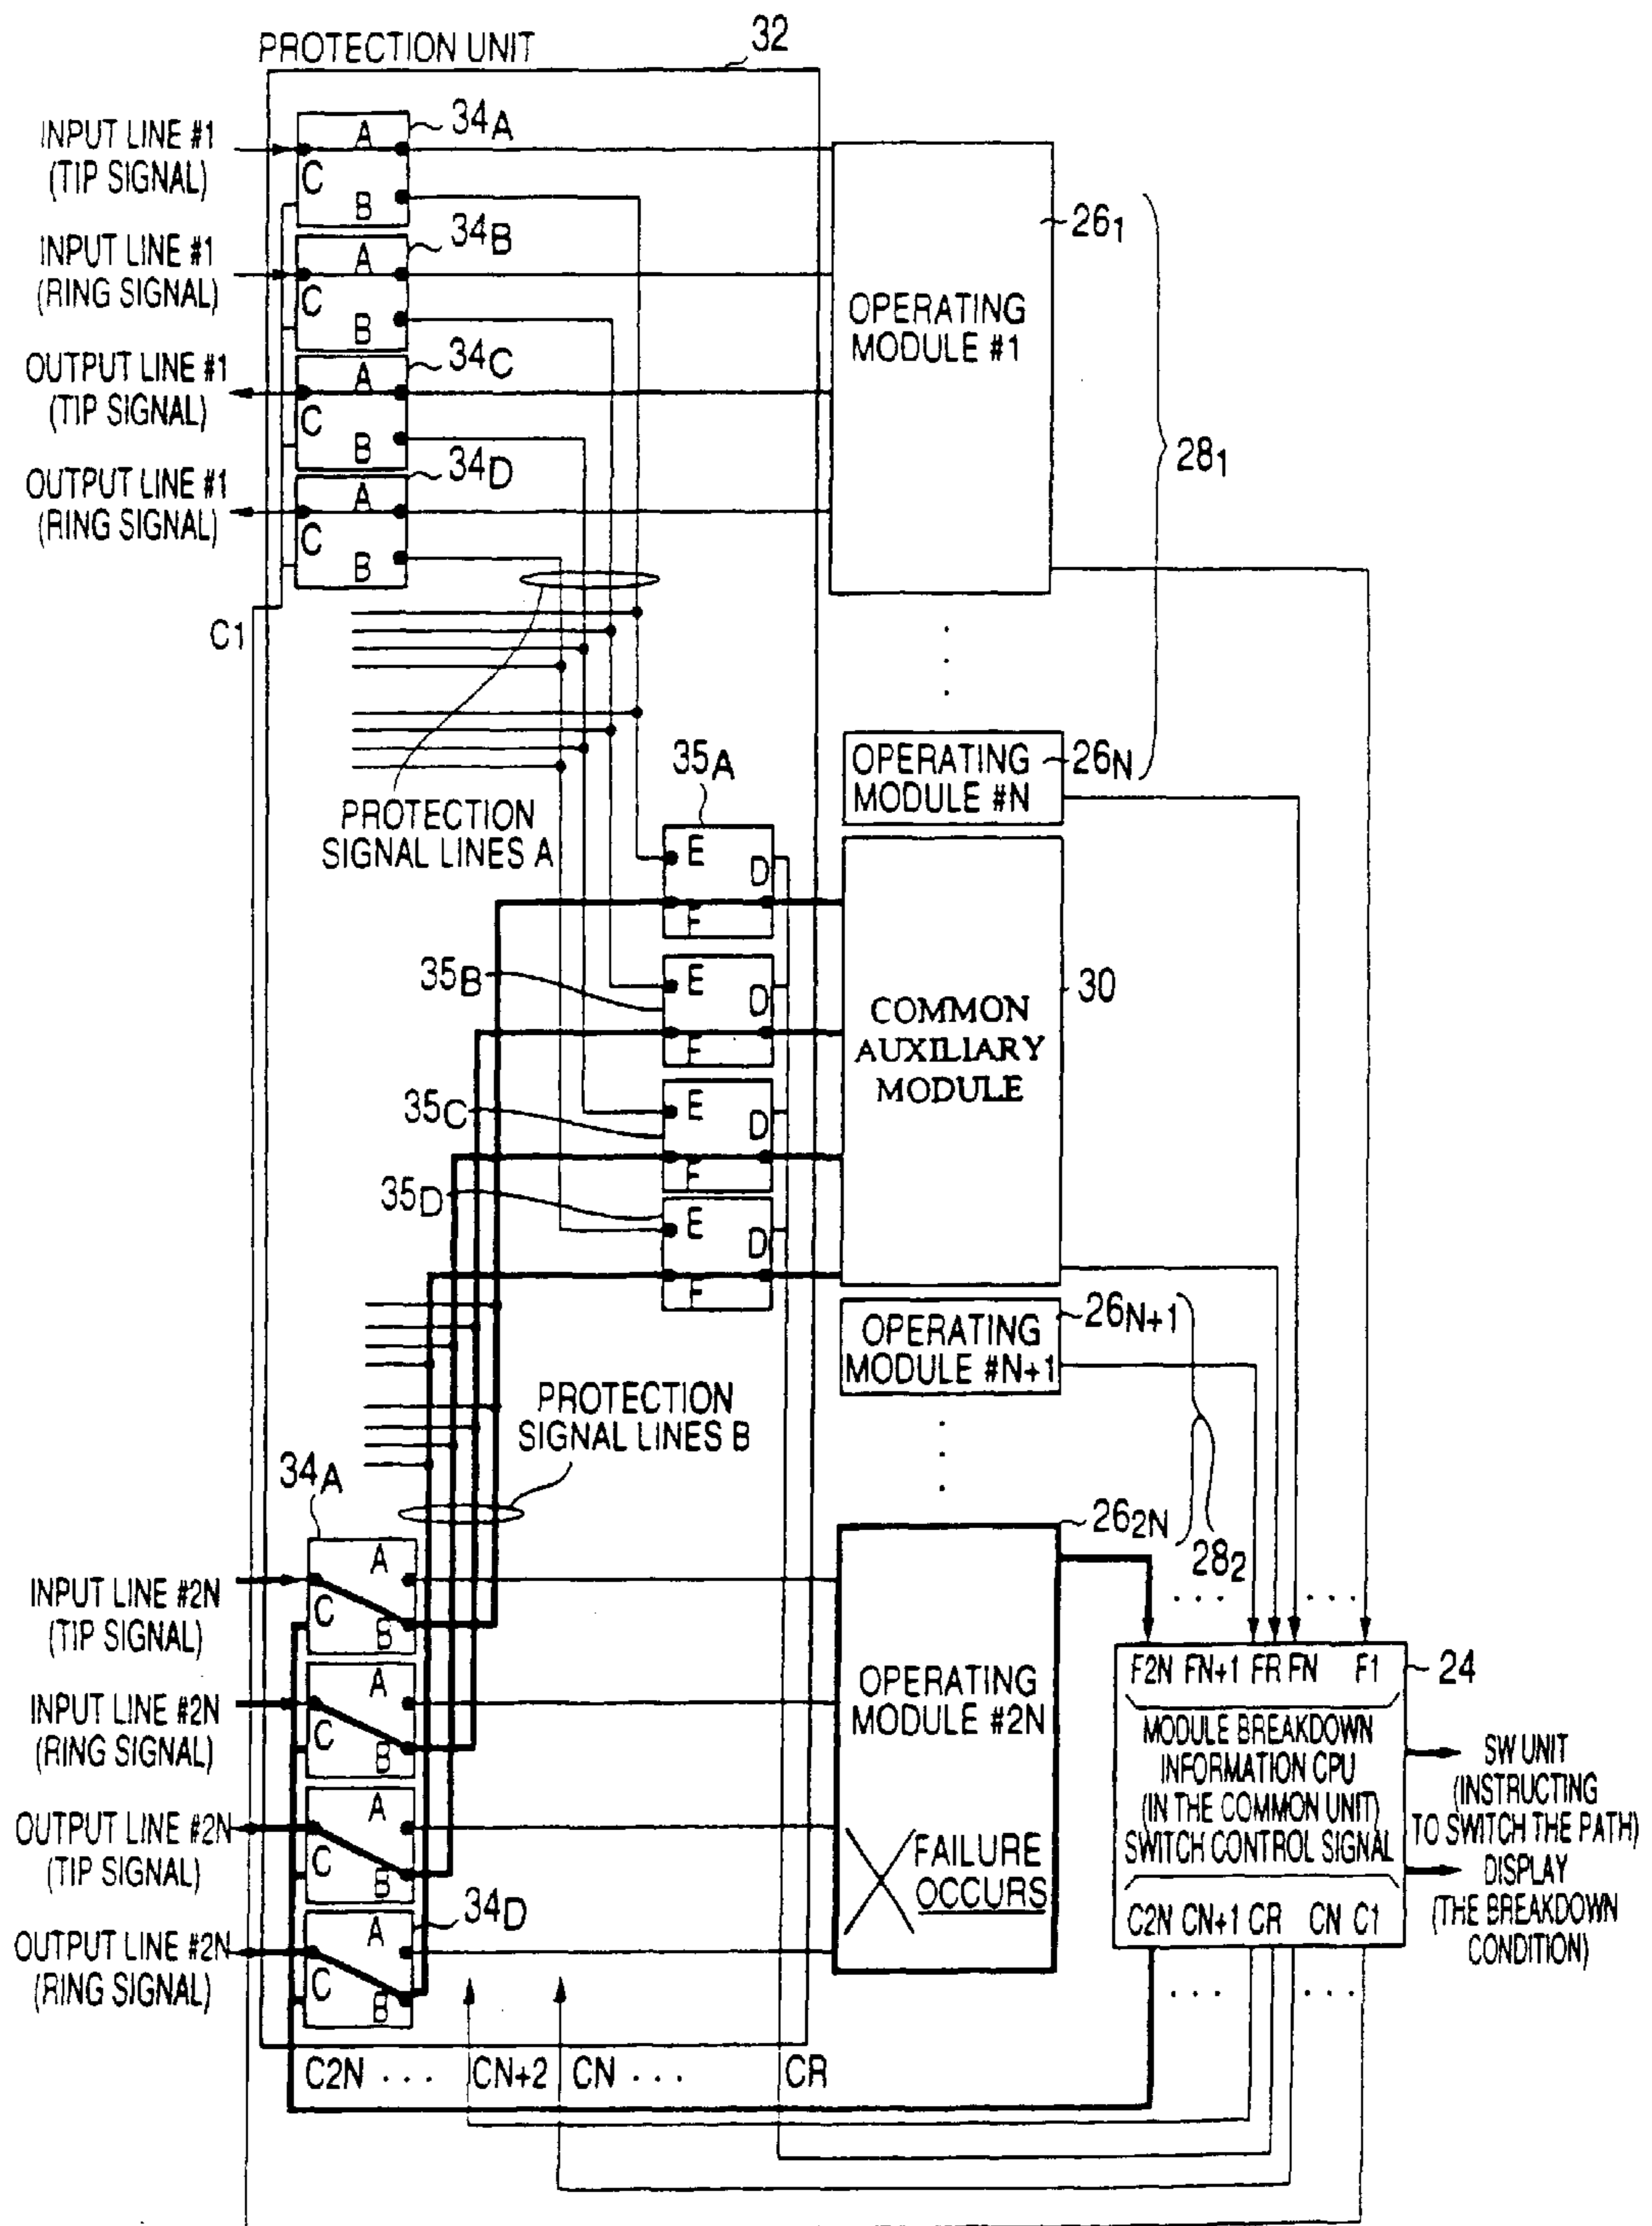 PROTECTION UNIT
32
INPUT LINE #1
(TIP SIGNAL)
A
C
B
34A
INPUT LINE #1
(RING SIGNAL)
A
C
B
34B
OUTPUT LINE #1
(TIP SIGNAL)
A
C
B
34C
OUTPUT LINE #1
(RING SIGNAL)
A
C
B
34D
OPERATING
MODULE #1
261
281
C1
OPERATING
MODULE #N
26N
PROTECTION
SIGNAL LINES A
35A
E
D
F
35B
E
D
F
35C
E
D
F
35D
E
D
F
COMMON
AUXILIARY
MODULE
30
OPERATING
MODULE #N+1
26N+1
282
PROTECTION
SIGNAL LINES B
34A
INPUT LINE #2N
(TIP SIGNAL)
A
C
B
INPUT LINE #2N
(RING SIGNAL)
A
C
B
OUTPUT LINE #2N
(TIP SIGNAL)
A
C
B
OUTPUT LINE #2N
(RING SIGNAL)
A
C
B
34D
OPERATING
MODULE #2N
FAILURE
OCCURS
262N
. . . . . .
F2N FN+1 FR FN F1
24
MODULE BREAKDOWN
INFORMATION CPU
(IN THE COMMON UNIT)
SWITCH CONTROL SIGNAL
C2N CN+1 CR CN C1
. . . . . .
SW UNIT
(INSTRUCTING
TO SWITCH THE PATH)
DISPLAY
(THE BREAKDOWN
CONDITION)
C2N . . . CN+2 CN . . . CR